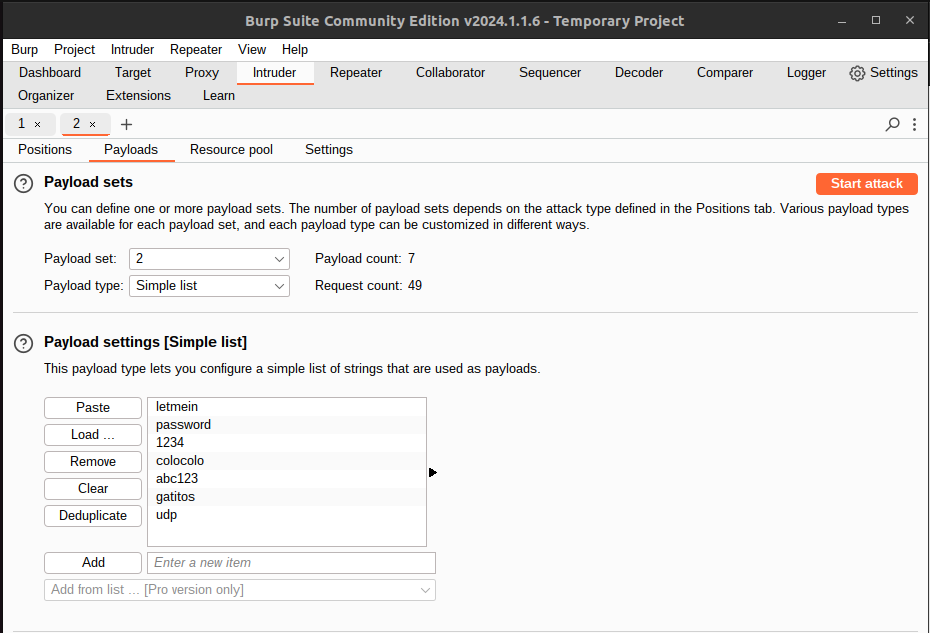 Burp Suite Community Edition v2024.1.1.6 - Temporary Project
Burp Project Intruder Repeater View Help
Dashboard Target Proxy Intruder Repeater Collaborator Sequencer Decoder Comparer Logger Settings
Organizer Extensions Learn
1 × 2 × +
Positions Payloads Resource pool Settings
Payload sets
Start attack
You can define one or more payload sets. The number of payload sets depends on the attack type defined in the Positions tab. Various payload types
are available for each payload set, and each payload type can be customized in different ways.
Payload set: 2 Payload count: 7
Payload type: Simple list Request count: 49
Payload settings [Simple list]
This payload type lets you configure a simple list of strings that are used as payloads.
Paste
Load ...
Remove
Clear
Deduplicate
letmein
password
1234
colocolo
abc123
gatitos
udp
Add Enter a new item
Add from list ... [Pro version only]